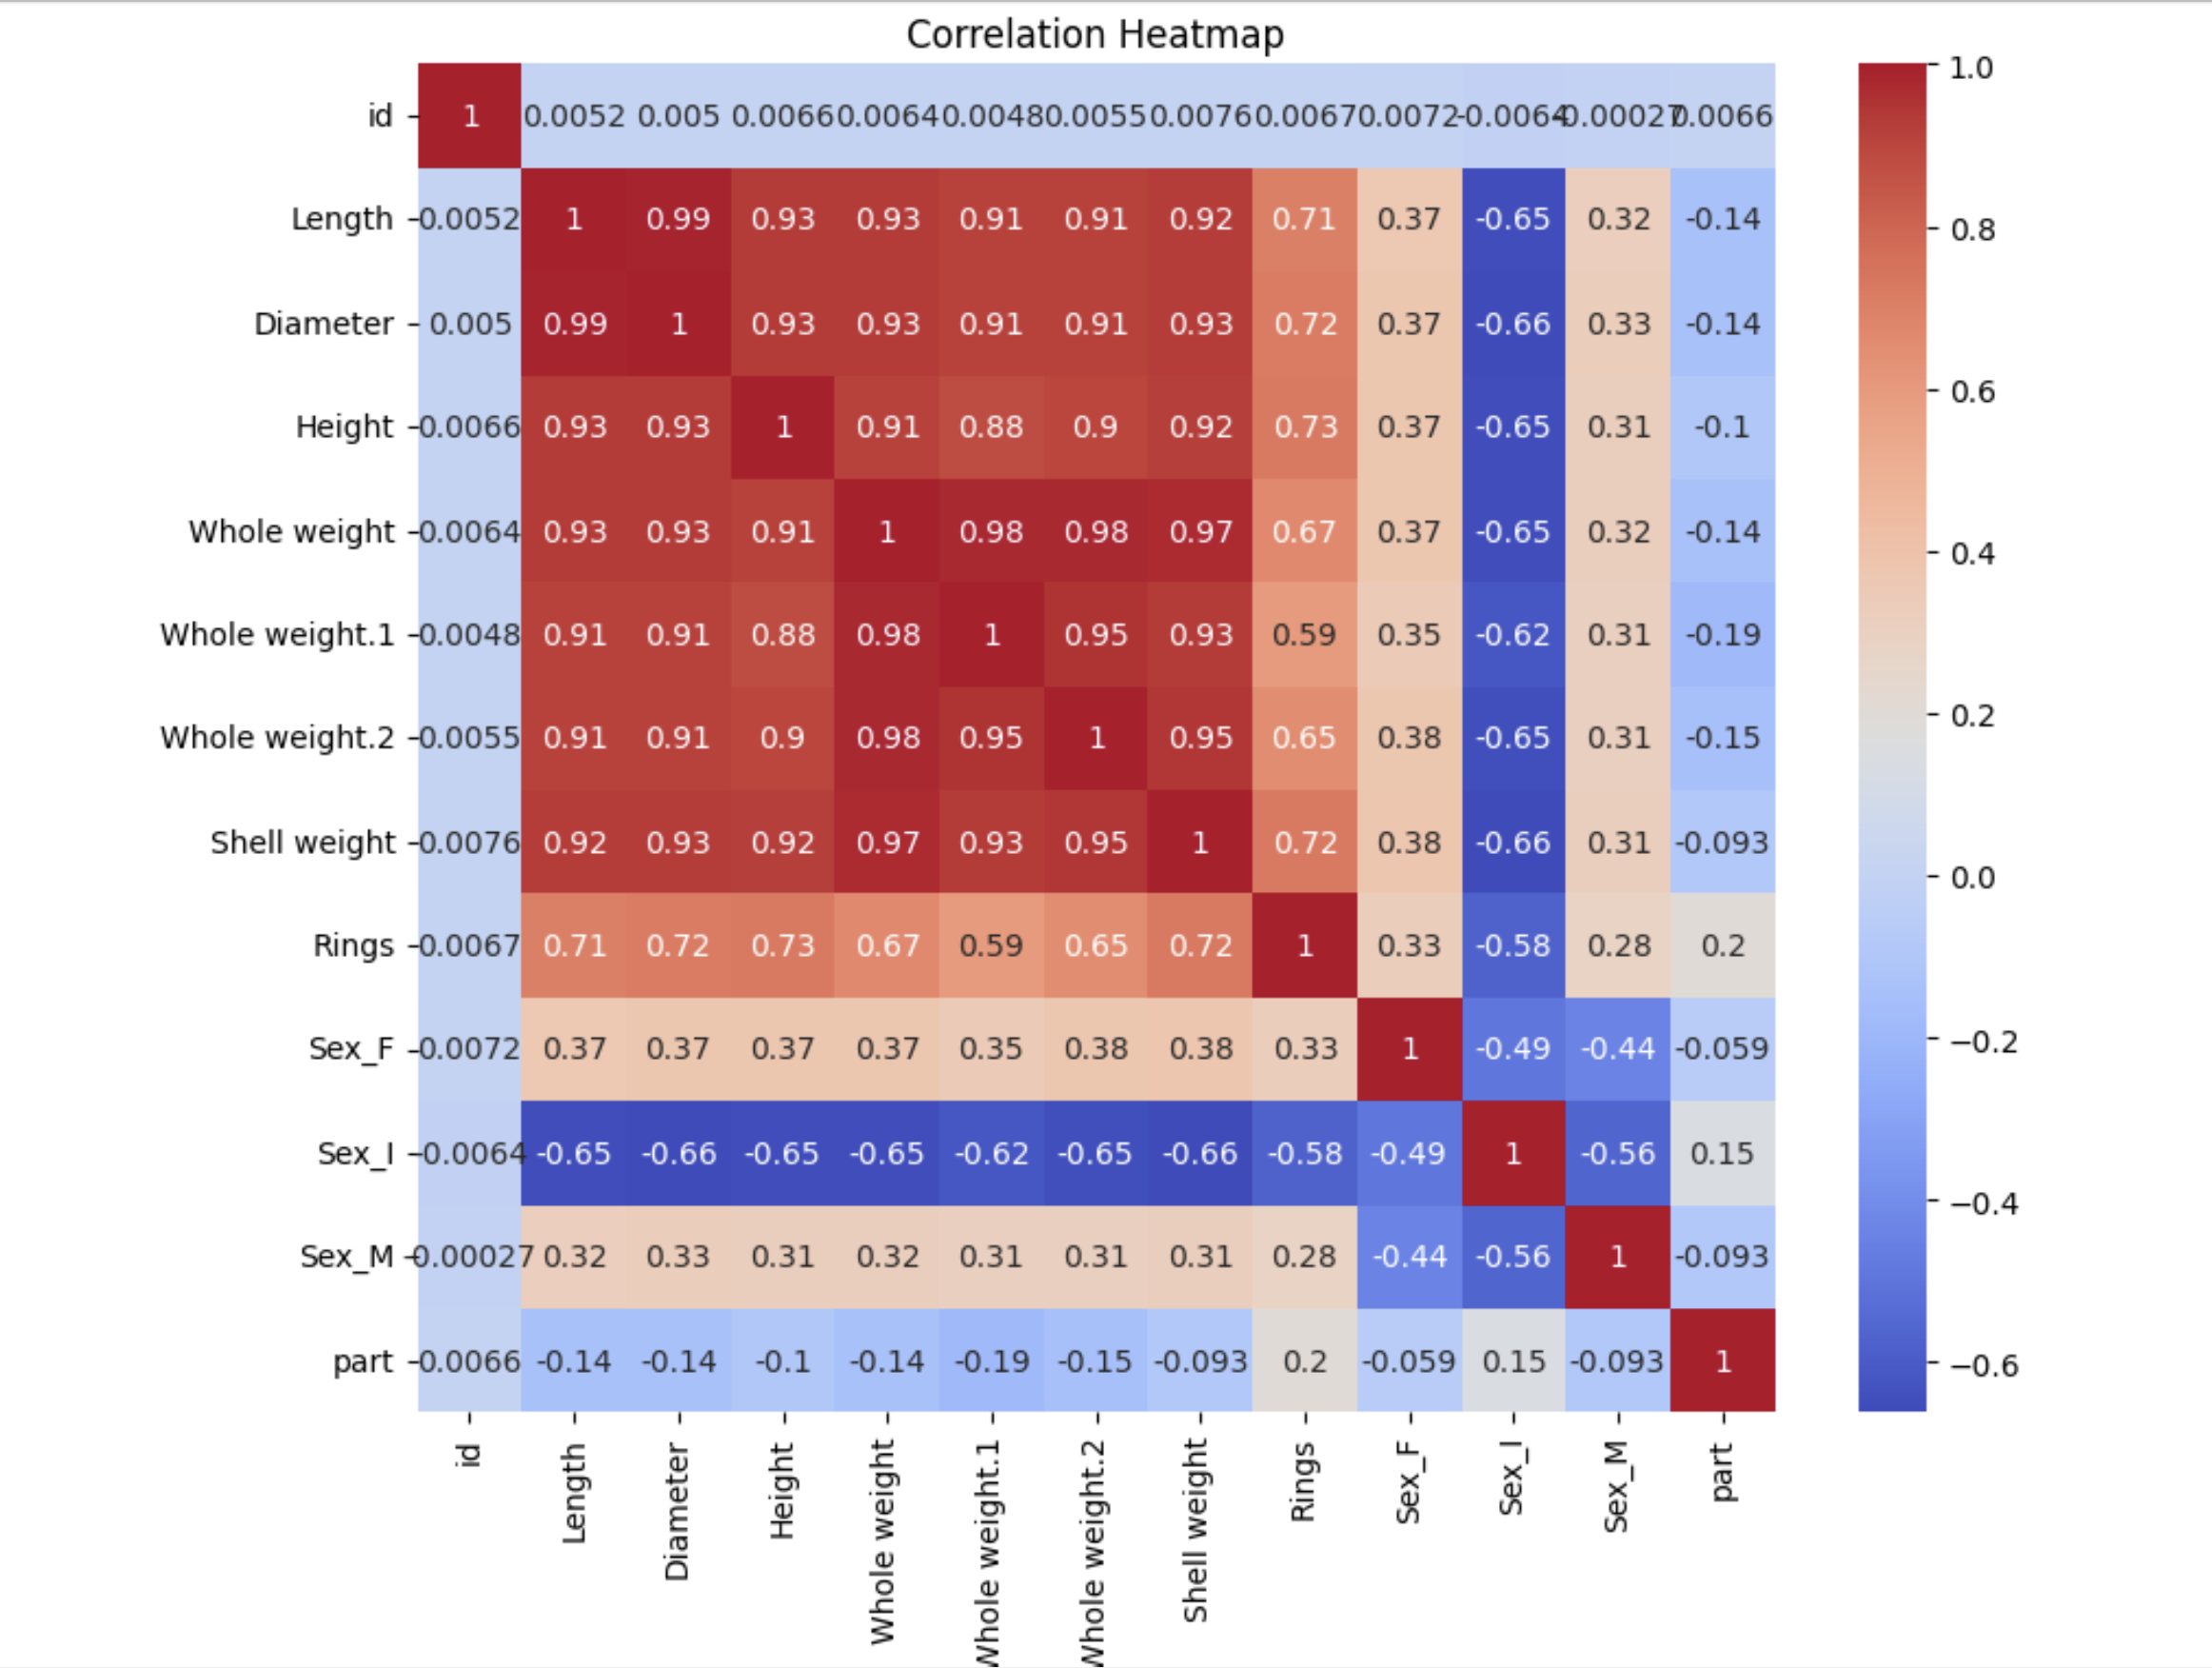 Correlation Heatmap
id 1 0.0052 0.005 0.0066 0.0064 0.0048 0.0055 0.0076 0.0067 0.0072 -0.0064 -0.00027 0.0066
Length 0.0052 1 0.99 0.93 0.93 0.91 0.91 0.92 0.71 0.37 -0.65 0.32 -0.14
Diameter 0.005 0.99 1 0.93 0.93 0.91 0.91 0.93 0.72 0.37 -0.66 0.33 -0.14
Height 0.0066 0.93 0.93 1 0.91 0.88 0.9 0.92 0.73 0.37 -0.65 0.31 -0.1
Whole weight 0.0064 0.93 0.93 0.91 1 0.98 0.98 0.97 0.67 0.37 -0.65 0.32 -0.14
Whole weight.1 0.0048 0.91 0.91 0.88 0.98 1 0.95 0.93 0.59 0.35 -0.62 0.31 -0.19
Whole weight.2 0.0055 0.91 0.91 0.9 0.98 0.95 1 0.95 0.65 0.38 -0.65 0.31 -0.15
Shell weight 0.0076 0.92 0.93 0.92 0.97 0.93 0.95 1 0.72 0.38 -0.66 0.31 -0.093
Rings 0.0067 0.71 0.72 0.73 0.67 0.59 0.65 0.72 1 0.33 -0.58 0.28 0.2
Sex_F 0.0072 0.37 0.37 0.37 0.37 0.35 0.38 0.38 0.33 1 -0.49 -0.44 -0.059
Sex_I -0.0064 -0.65 -0.66 -0.65 -0.65 -0.62 -0.65 -0.66 -0.58 -0.49 1 -0.56 0.15
Sex_M -0.00027 0.32 0.33 0.31 0.32 0.31 0.31 0.31 0.28 -0.44 -0.56 1 -0.093
part 0.0066 -0.14 -0.14 -0.1 -0.14 -0.19 -0.15 -0.093 0.2 -0.059 0.15 -0.093 1
id
Length
Diameter
Height
Whole weight
Whole weight.1
Whole weight.2
Shell weight
Rings
Sex_F
Sex_I
Sex_M
part
1.0
0.8
0.6
0.4
0.2
0.0
−0.2
−0.4
−0.6